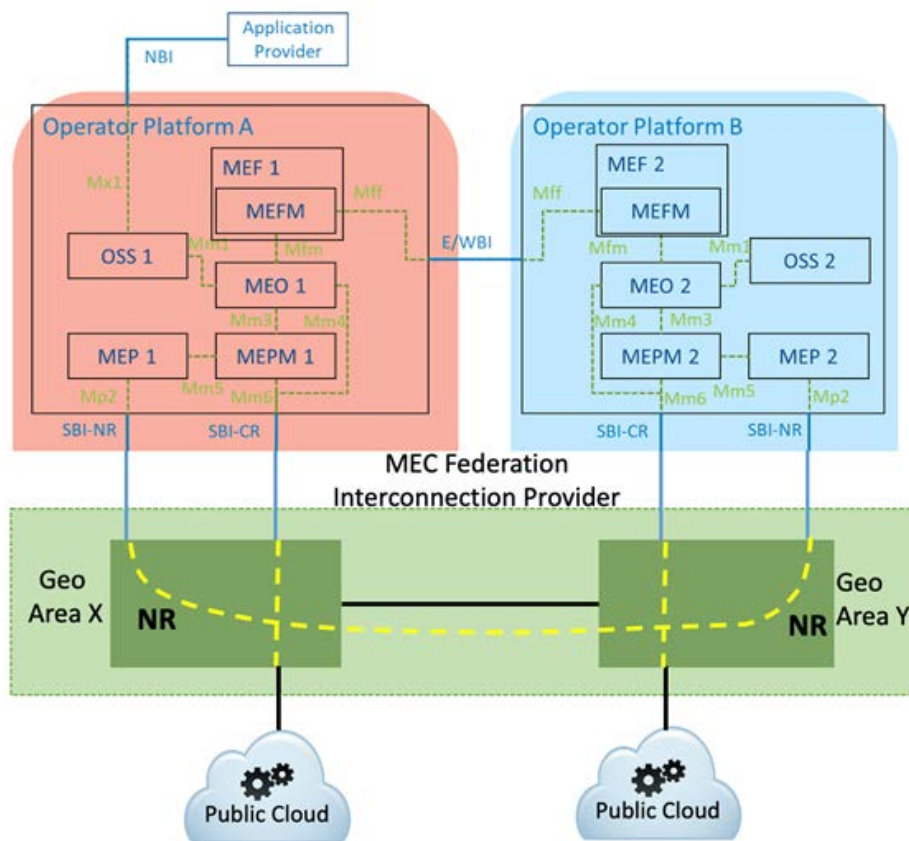 Application
Provider
NBI
Operator Platform A
Operator Platform B
MEF 1
MEF 2
Mx1
Mff
Mff
MEFM
MEFM
E/WBI
OSS 1
Mm1
Mfm
Mfm
Mm1
OSS 2
MEO 1
MEO 2
Mm3
Mm4
Mm4
Mm3
MEP 1
MEPM 1
MEPM 2
MEP 2
Mm5
Mm5
Mp2
Mm6
Mm6
Mp2
SBI-NR
SBI-CR
SBI-CR
SBI-NR
MEC Federation
Interconnection Provider
Geo
Area X
NR
NR
Geo
Area Y
Public Cloud
Public Cloud